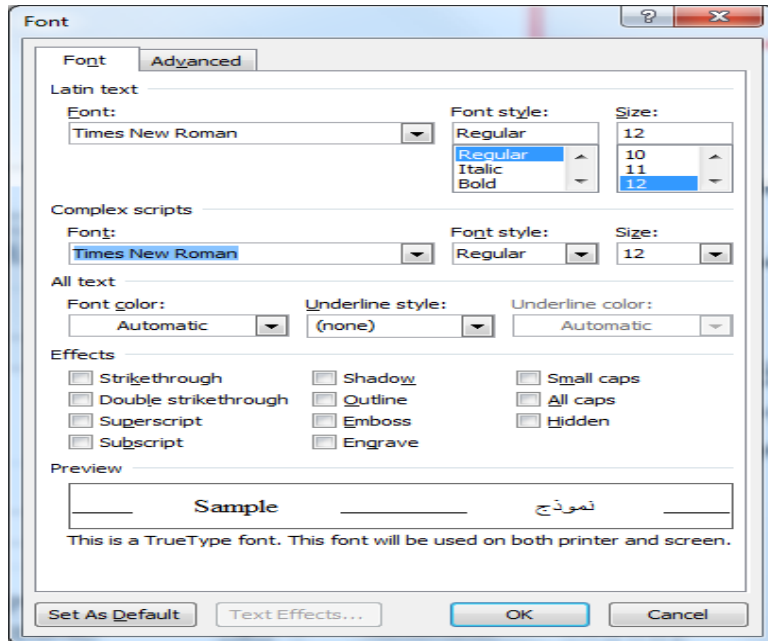 Font
Font Advanced
Latin text
Font: Font style: Size:
Times New Roman Regular 12
Regular 10
Italic 11
Bold 12
Complex scripts
Font: Font style: Size:
Times New Roman Regular 12
All text
Font color: Underline style: Underline color:
Automatic (none) Automatic
Effects
Strikethrough Shadow Small caps
Double strikethrough Outline All caps
Superscript Emboss Hidden
Subscript Engrave
Preview
Sample نموذج
This is a TrueType font. This font will be used on both printer and screen.
Set As Default Text Effects... OK Cancel